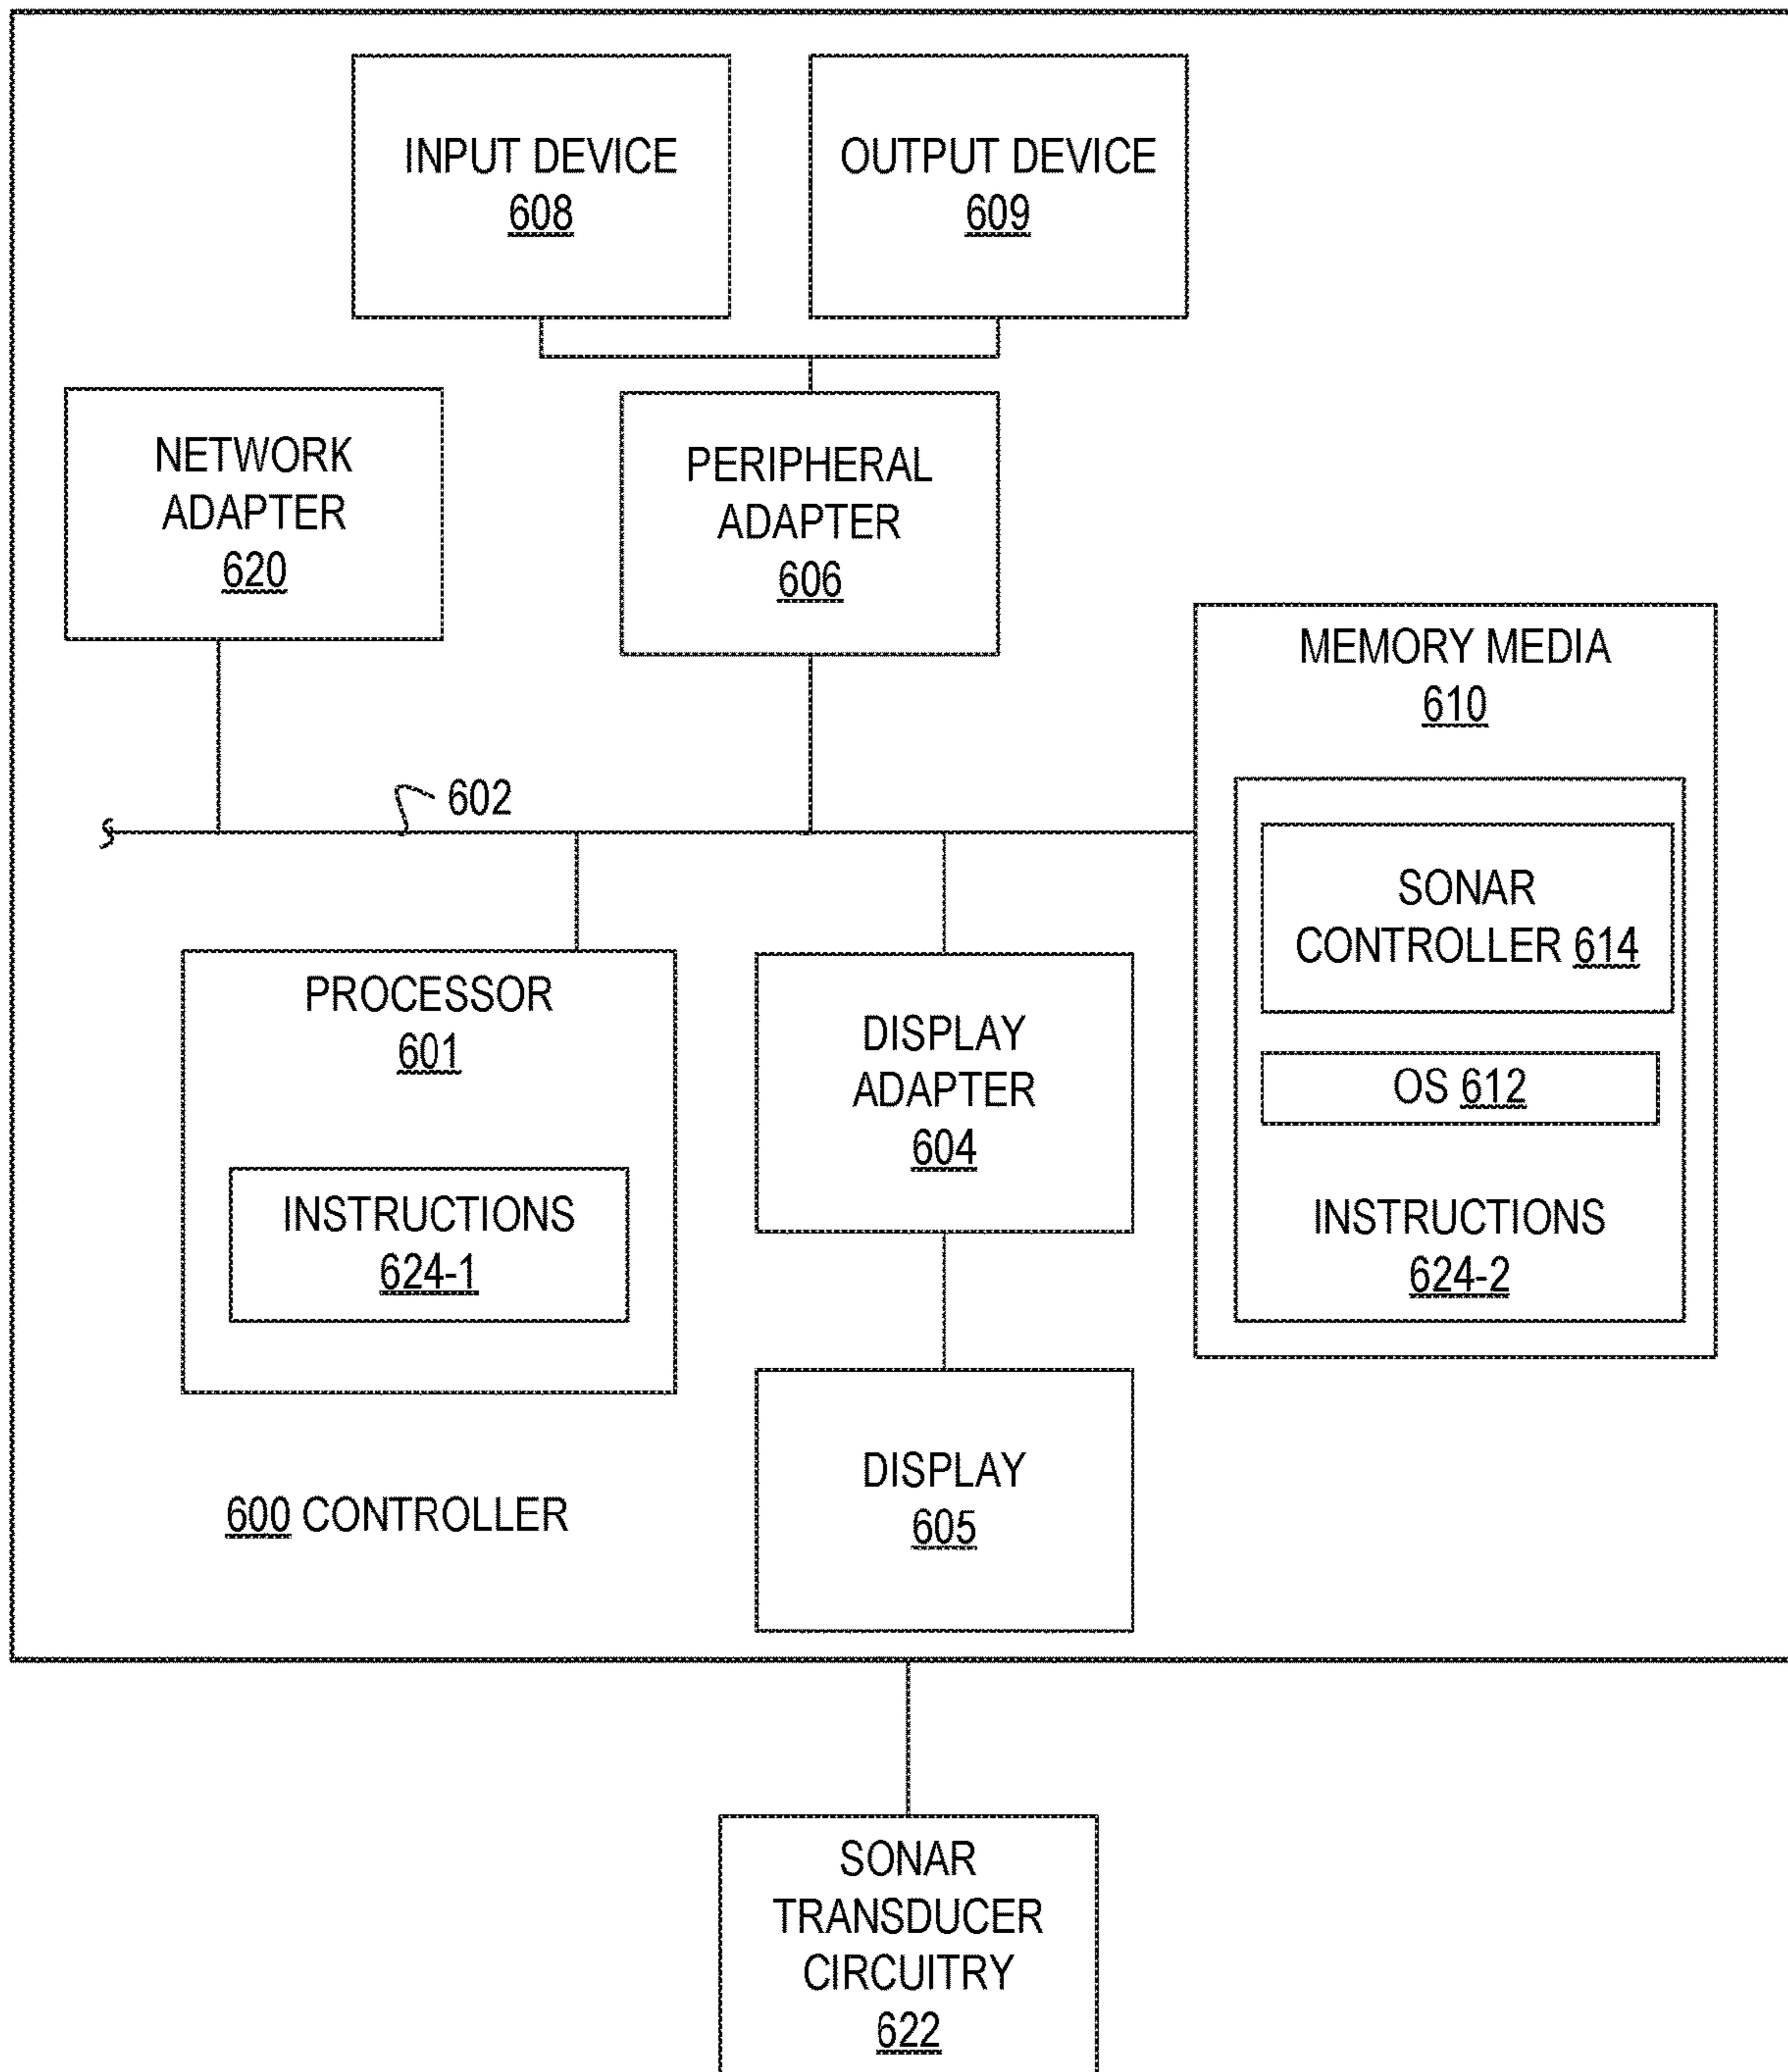 INPUT DEVICE
608
OUTPUT DEVICE
609
NETWORK
ADAPTER
620
PERIPHERAL
ADAPTER
606
MEMORY MEDIA
610
602
SONAR
CONTROLLER 614
OS 612
INSTRUCTIONS
624-2
PROCESSOR
601
INSTRUCTIONS
624-1
DISPLAY
ADAPTER
604
DISPLAY
605
600 CONTROLLER
SONAR
TRANSDUCER
CIRCUITRY
622